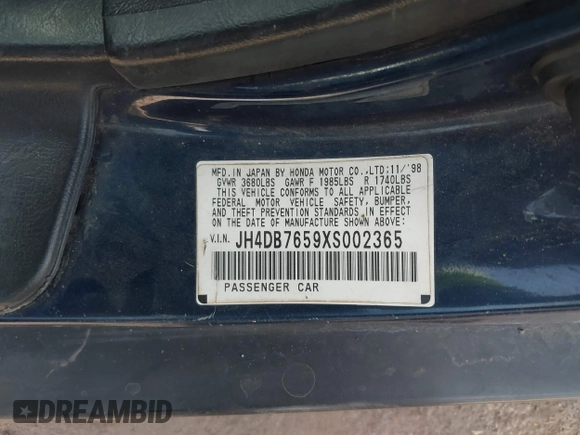 MFD. IN JAPAN BY HONDA MOTOR CO.,LTD:11/'98
GVWR 3680LBS GAWR F 1985LBS R 1740LBS
THIS VEHICLE CONFORMS TO ALL APPLICABLE
FEDERAL MOTOR VEHICLE SAFETY, BUMPER,
AND THEFT PREVENTION STANDARDS IN EFFECT
ON THE DATE OF MANUFACTURE SHOWN ABOVE:
V.I.N. JH4DB7659XS002365
PASSENGER CAR
DREAMBID